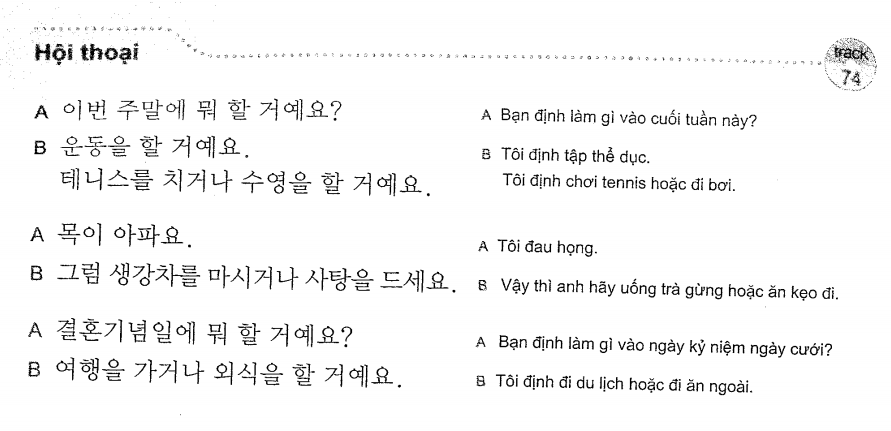 Hội thoại
track
74
A 이번 주말에 뭐 할 거예요?
B 운동을 할 거예요.
테니스를 치거나 수영을 할 거예요.
A Bạn định làm gì vào cuối tuần này?
B Tôi định tập thể dục.
Tôi định chơi tennis hoặc đi bơi.
A 목이 아파요.
B 그럼 생강차를 마시거나 사탕을 드세요.
A Tôi đau họng.
B Vậy thì anh hãy uống trà gừng hoặc ăn kẹo đi.
A 결혼기념일에 뭐 할 거예요?
B 여행을 가거나 외식을 할 거예요.
A Bạn định làm gì vào ngày kỷ niệm ngày cưới?
B Tôi định đi du lịch hoặc đi ăn ngoài.